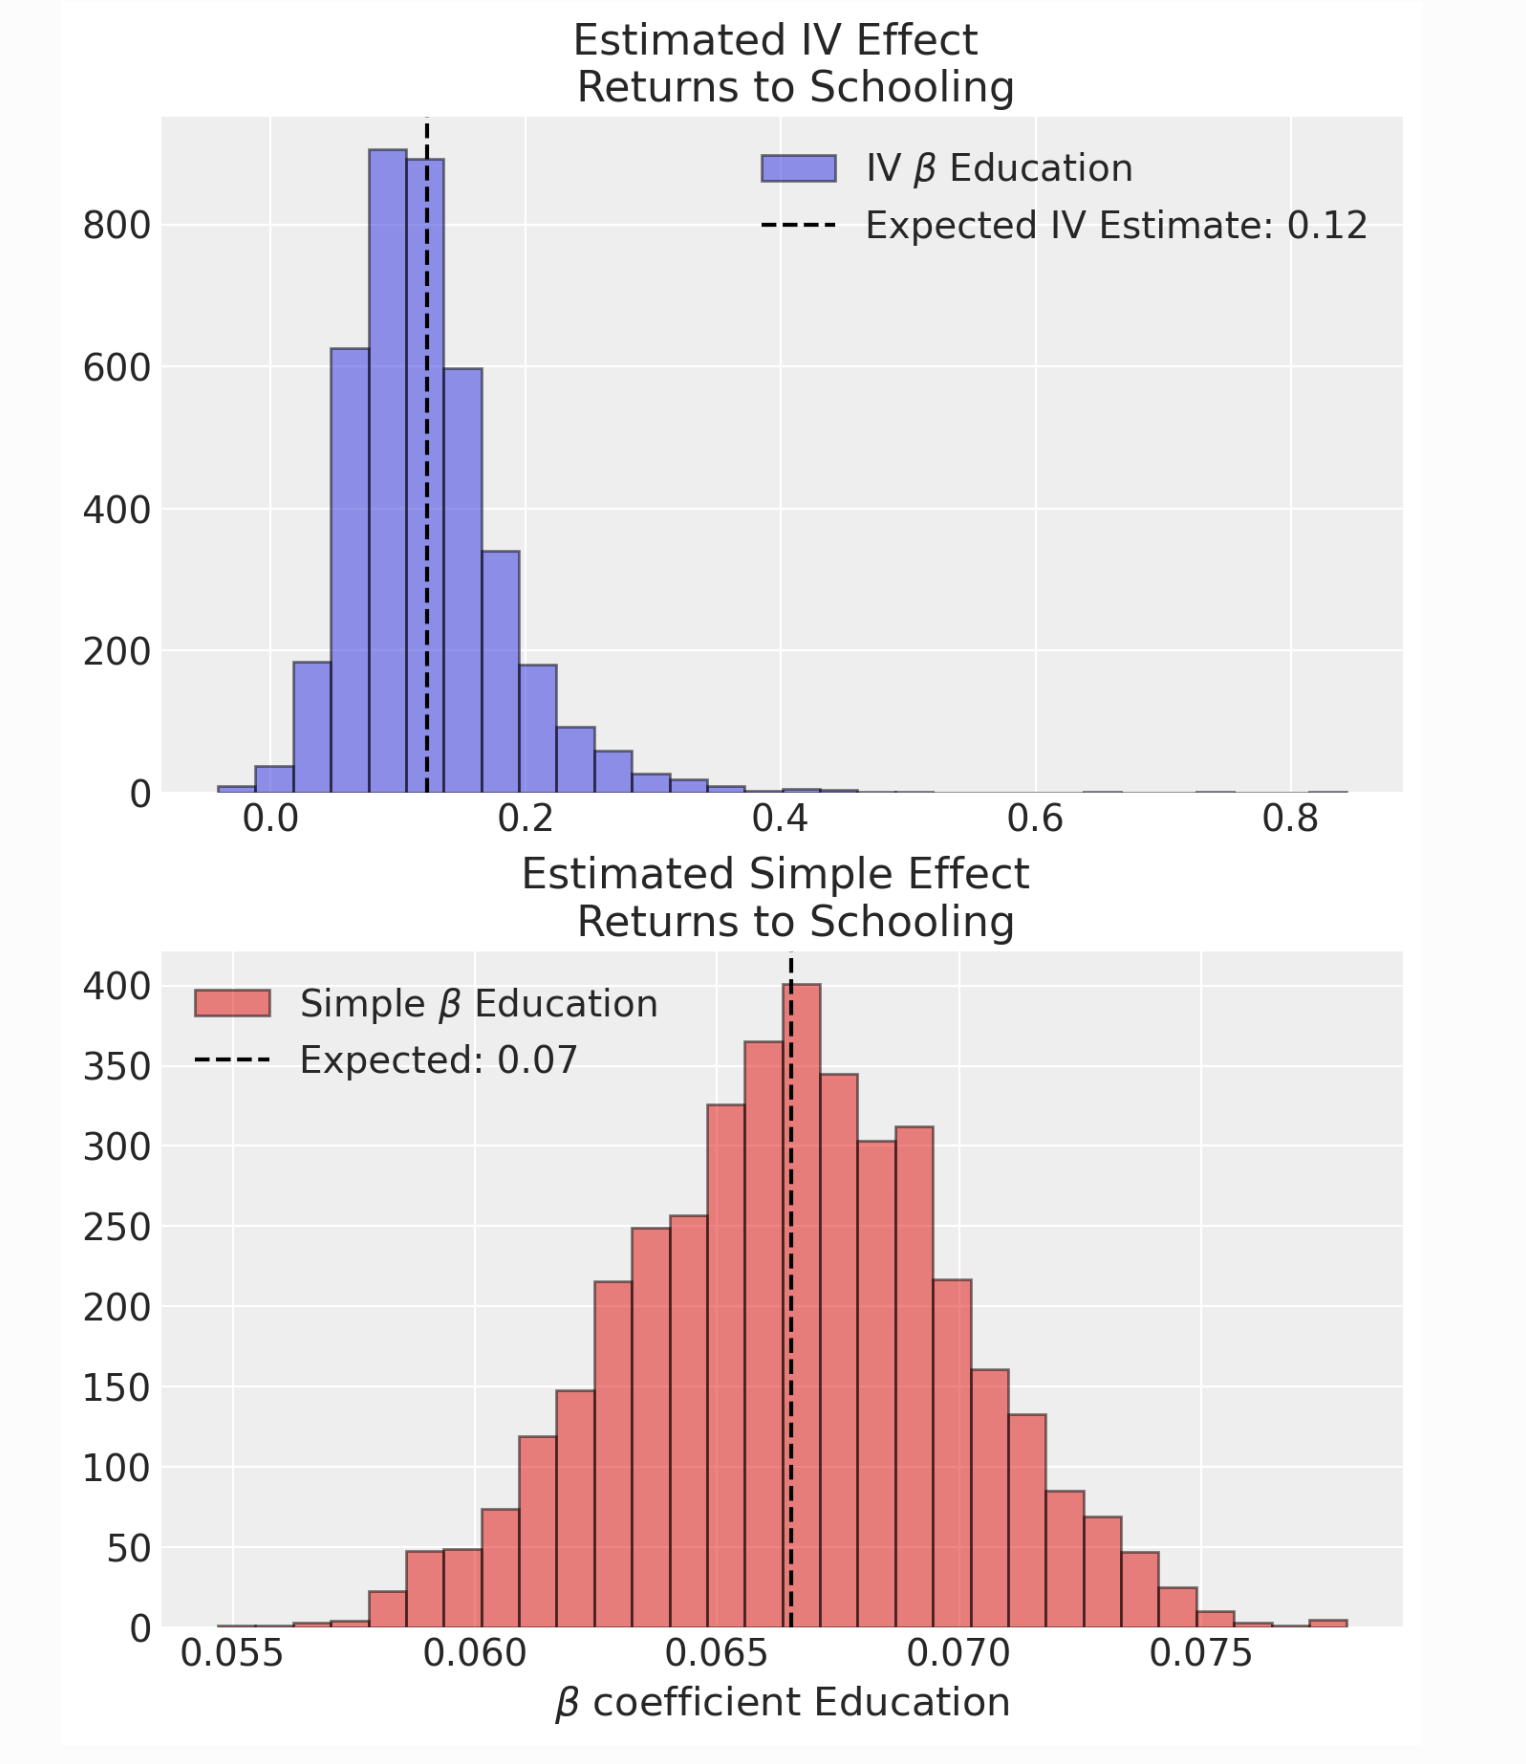 Estimated IV Effect
Returns to Schooling
IV β Education
Expected IV Estimate: 0.12
800
600
400
200
0
0.0 0.2 0.4 0.6 0.8
Estimated Simple Effect
Returns to Schooling
Simple β Education
Expected: 0.07
400
350
300
250
200
150
100
50
0
0.055 0.060 0.065 0.070 0.075
β coefficient Education